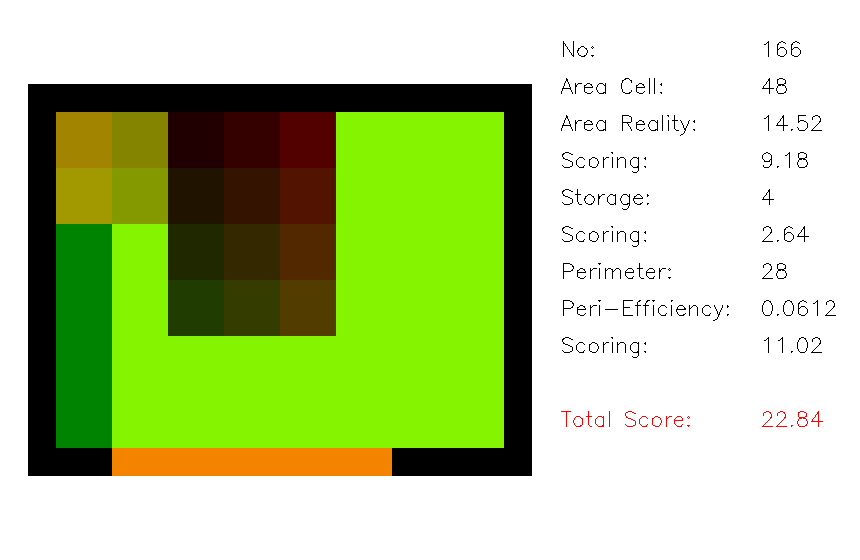 No: 166
Area Cell: 48
Area Reality: 14.52
Scoring: 9.18
Storage: 4
Scoring: 2.64
Perimeter: 28
Peri-Efficiency: 0.0612
Scoring: 11.02
Total Score: 22.84